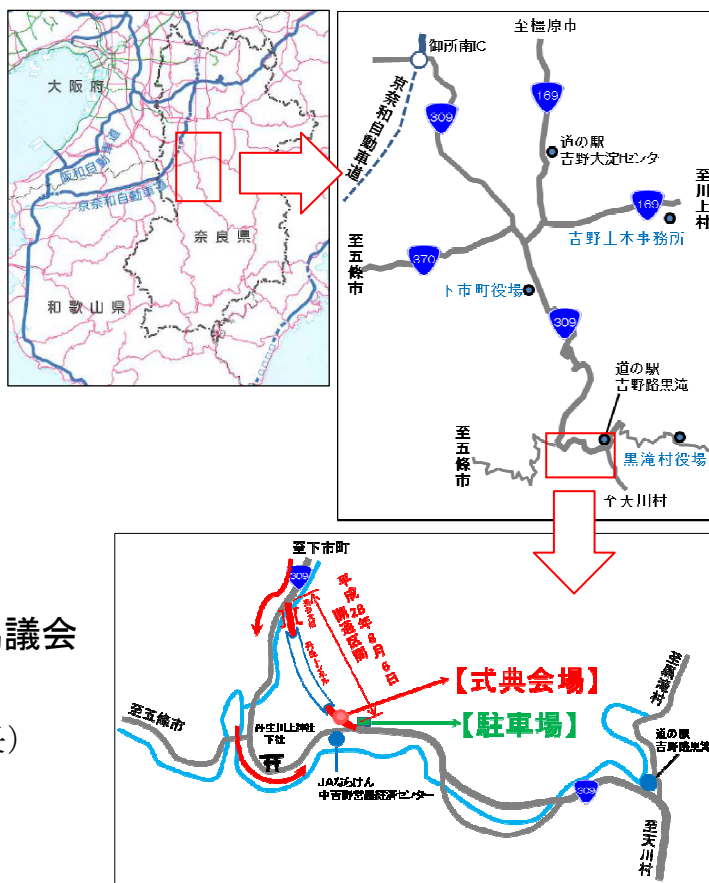 大阪府
阪和自動車道
京奈和自動車道
奈良県
和歌山県
御所南IC
至橿原市
京奈和自動車道
309
169
道の駅
吉野大淀iセンター
至川上村
169
吉野土木事務所
至五條市
370
下市町役場
309
道の駅
吉野路黒滝
至五條市
黒滝村役場
至天川村
議会
至下市町
309
平成28年8月6日
開通区間
【式典会場】
【駐車場】
至五條市
丹生川上神社
下社
JAならけん
中吉野営農経済センター
309
至黒滝村
道の駅
吉野路黒滝
至天川村